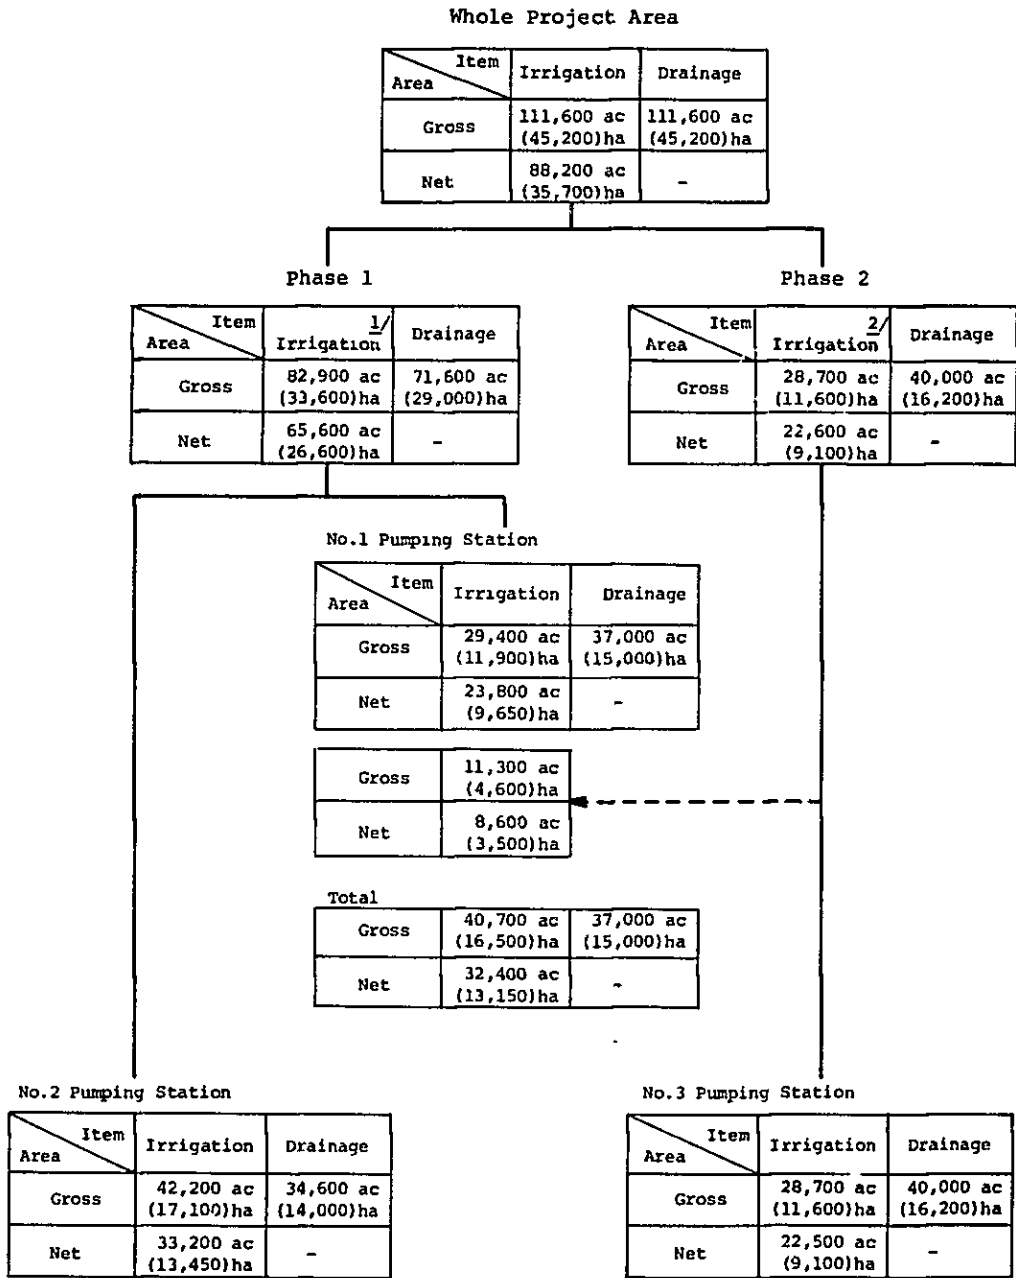 Whole Project Area
Item Irrigation Drainage
Area
Gross 111,600 ac 111,600 ac
(45,200)ha (45,200)ha
Net 88,200 ac -
(35,700)ha
Phase 1
Item 1/ Drainage
Area Irrigation
Gross 82,900 ac 71,600 ac
(33,600)ha (29,000)ha
Net 65,600 ac -
(26,600)ha
Phase 2
Item 2/ Drainage
Area Irrigation
Gross 28,700 ac 40,000 ac
(11,600)ha (16,200)ha
Net 22,600 ac -
(9,100)ha
No.1 Pumping Station
Item Irrigation Drainage
Area
Gross 29,400 ac 37,000 ac
(11,900)ha (15,000)ha
Net 23,800 ac -
(9,650)ha
Gross 11,300 ac
(4,600)ha
Net 8,600 ac
(3,500)ha
Total
Gross 40,700 ac 37,000 ac
(16,500)ha (15,000)ha
Net 32,400 ac -
(13,150)ha
No.2 Pumping Station
Item Irrigation Drainage
Area
Gross 42,200 ac 34,600 ac
(17,100)ha (14,000)ha
Net 33,200 ac -
(13,450)ha
No.3 Pumping Station
Item Irrigation Drainage
Area
Gross 28,700 ac 40,000 ac
(11,600)ha (16,200)ha
Net 22,500 ac -
(9,100)ha